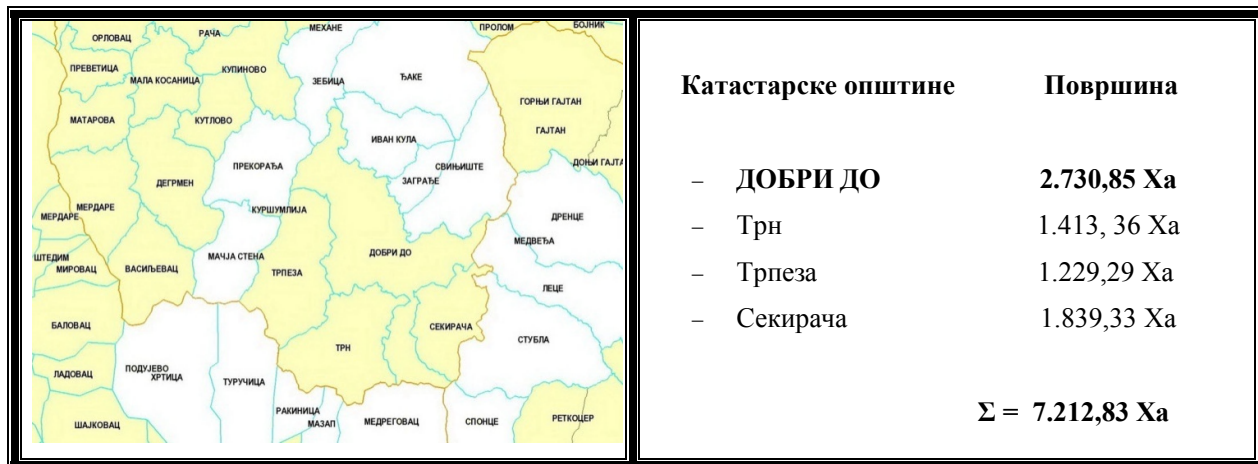 ОРЛОВАЦ
РАЧА
МЕХАНЕ
ПРОЛОМ
БОЈНИК
ПРЕВЕТИЦА
МАЛА КОСАНИЦА
КУПИНОВО
ЗЕБИЦА
ЂАКЕ
ГОРЊИ ГАЈТАН
МАТАРОВА
КУТЛОВО
ИВАН КУЛА
ГАЈТАН
ПРЕКОРАЂА
СВИЊИШТЕ
ДОЊИ ГАЈТА
ДЕГРМЕН
ЗАГРАЂЕ
МЕРДАРЕ
МЕРДАРЕ
КУРШУМЛИЈА
ДРЕНЦЕ
МЕДВЕЂА
ШТЕДИМ
МИРОВАЦ
ВАСИЉЕВАЦ
МАЧЈА СТЕНА
ТРПЕЗА
ДОБРИ ДО
ЛЕЦЕ
БАЛОВАЦ
СЕКИРАЧА
СТУБЛА
ТРН
ЛАДОВАЦ
ПОДУЈЕВО
ХРТИЦА
ТУРУЧИЦА
РАКИНИЦА
МАЗАП
МЕДРЕГОВАЦ
СПОНЦЕ
РЕТКОЦЕР
ШАЈКОВАЦ
Катастарске општине Површина
– ДОБРИ ДО 2.730,85 Ха
– Трн 1.413, 36 Ха
– Трпеза 1.229,29 Ха
– Секирача 1.839,33 Ха
Σ = 7.212,83 Ха